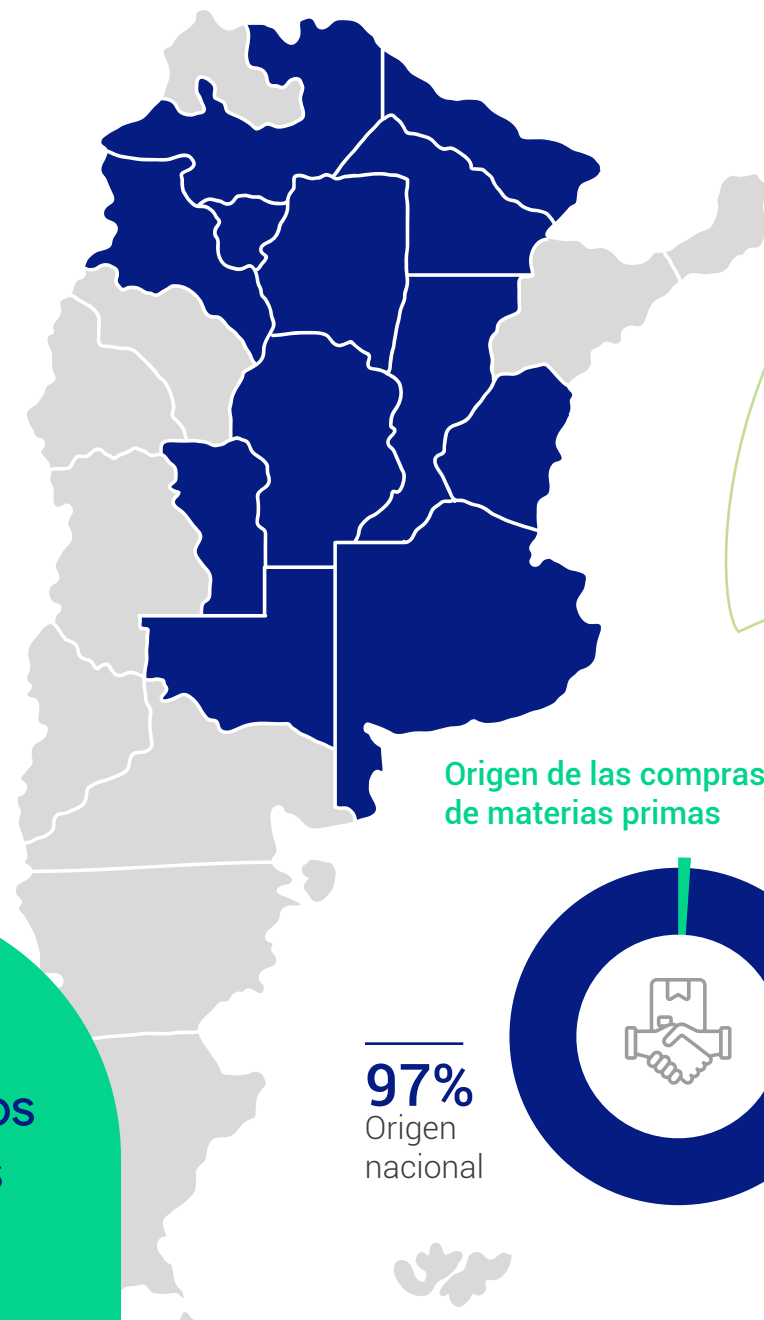 Origen de las compras
de materias primas
97%
Origen
nacional